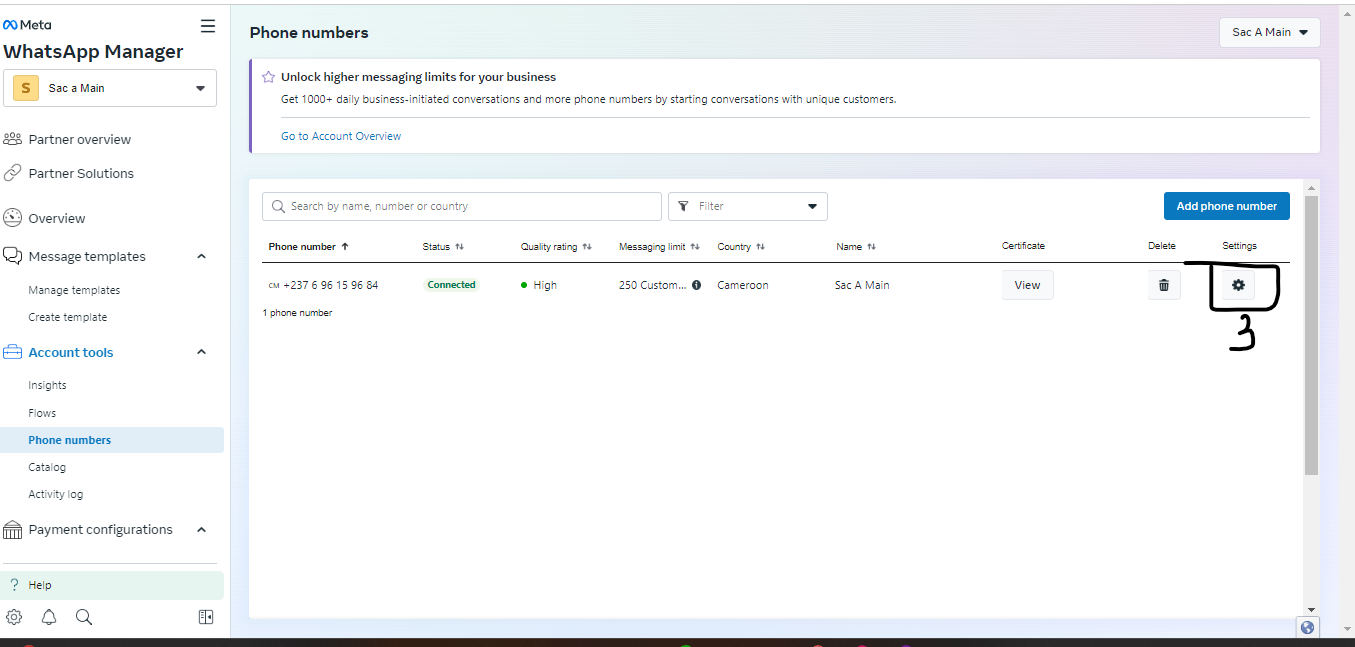 Meta
WhatsApp Manager
S Sac a Main
Partner overview
Partner Solutions
Overview
Message templates
Manage templates
Create template
Account tools
Insights
Flows
Phone numbers
Catalog
Activity log
Payment configurations
? Help
Phone numbers
Sac A Main
Unlock higher messaging limits for your business
Get 1000+ daily business-initiated conversations and more phone numbers by starting conversations with unique customers.
Go to Account Overview
Search by name, number or country
Filter
Add phone number
Phone number Status Quality rating Messaging limit Country Name Certificate Delete Settings
CM +237 6 96 15 96 84 Connected High 250 Custom... Cameroon Sac A Main View
1 phone number
3